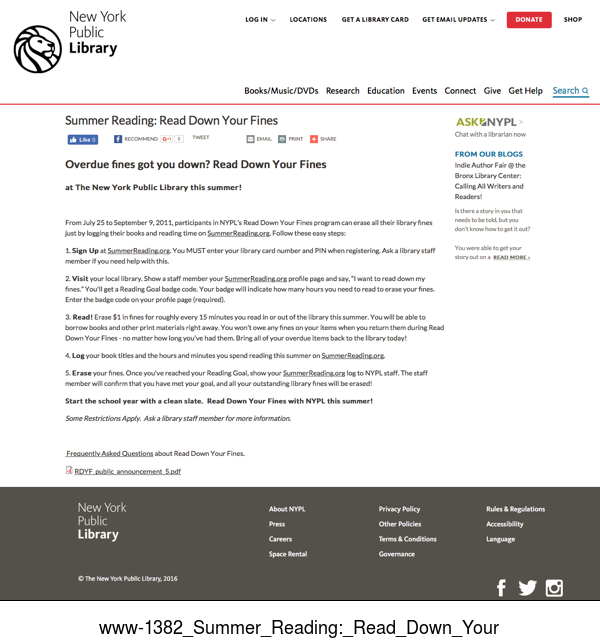 New York
Public
Library
LOG IN
LOCATIONS
GET A LIBRARY CARD
GET EMAIL UPDATES
DONATE
SHOP
Books/Music/DVDs Research Education Events Connect Give Get Help Search
Summer Reading: Read Down Your Fines
Like 0
RECOMMEND
G+1 0
TWEET
EMAIL
PRINT
SHARE
Overdue fines got you down? Read Down Your Fines
at The New York Public Library this summer!
From July 25 to September 9, 2011, participants in NYPL's Read Down Your Fines program can erase all their library fines
just by logging their books and reading time on SummerReading.org. Follow these easy steps:
1. Sign Up at SummerReading.org. You MUST enter your library card number and PIN when registering. Ask a library staff
member if you need help with this.
2. Visit your local library. Show a staff member your SummerReading.org profile page and say, "I want to read down my
fines." You'll get a Reading Goal badge code. Your badge will indicate how many hours you need to read to erase your fines.
Enter the badge code on your profile page (required).
3. Read! Erase $1 in fines for roughly every 15 minutes you read in or out of the library this summer. You will be able to
borrow books and other print materials right away. You won't owe any fines on your items when you return them during Read
Down Your Fines - no matter how long you've had them. Bring all of your overdue items back to the library today!
4. Log your book titles and the hours and minutes you spend reading this summer on SummerReading.org.
5. Erase your fines. Once you've reached your Reading Goal, show your SummerReading.org log to NYPL staff. The staff
member will confirm that you have met your goal, and all your outstanding library fines will be erased!
Start the school year with a clean slate. Read Down Your Fines with NYPL this summer!
Some Restrictions Apply. Ask a library staff member for more information.
Frequently Asked Questions about Read Down Your Fines.
RDYF_public_announcement_5.pdf
ASK NYPL >
Chat with a librarian now
FROM OUR BLOGS
Indie Author Fair @ the
Bronx Library Center:
Calling All Writers and
Readers!
Is there a story in you that
needs to be told, but you
don't know how to get it out?
You were able to get your
story out on a READ MORE ›
New York
Public
Library
About NYPL
Press
Careers
Space Rental
Privacy Policy
Other Policies
Terms & Conditions
Governance
Rules & Regulations
Accessibility
Language
© The New York Public Library, 2016
www-1382_Summer_Reading:_Read_Down_Your